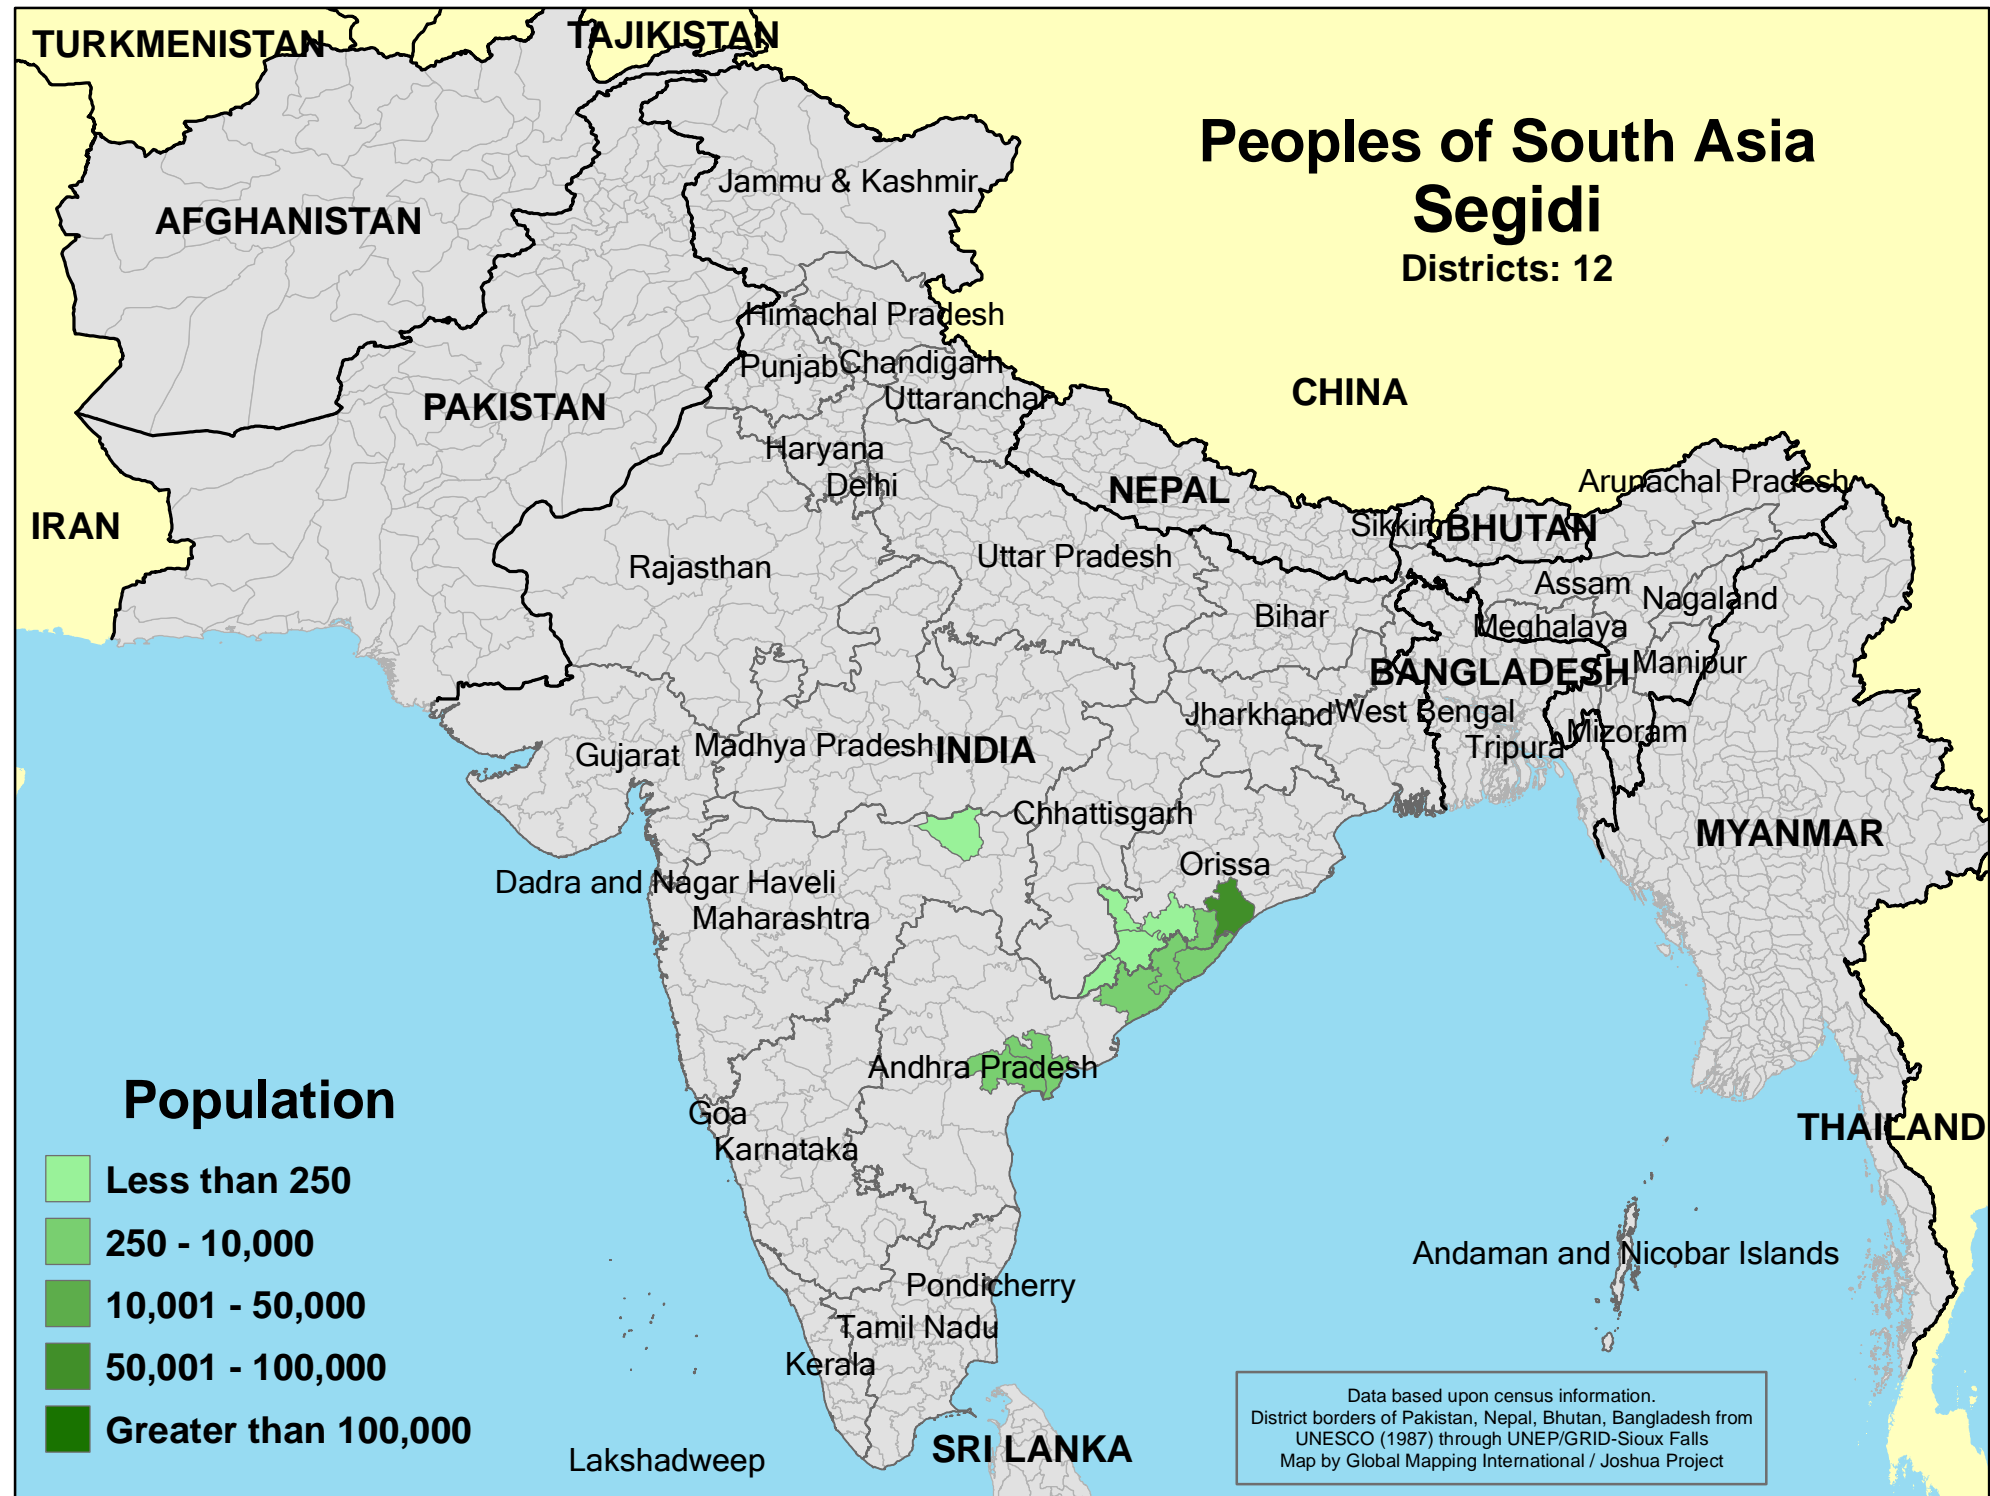 TURKMENISTAN
TAJIKISTAN
Peoples of South Asia
Segidi
Districts: 12
Jammu & Kashmir
AFGHANISTAN
Himachal Pradesh
Punjab
Chandigarh
Uttaranchal
CHINA
PAKISTAN
Haryana
Delhi
NEPAL
Arunachal Pradesh
IRAN
Sikkim
BHUTAN
Rajasthan
Uttar Pradesh
Assam
Nagaland
Bihar
Meghalaya
BANGLADESH
Manipur
Jharkhand
West Bengal
Mizoram
Tripura
Gujarat
Madhya Pradesh
INDIA
Chhattisgarh
MYANMAR
Orissa
Dadra and Nagar Haveli
Maharashtra
Andhra Pradesh
Goa
Karnataka
THAILAND
Andaman and Nicobar Islands
Pondicherry
Tamil Nadu
Kerala
SRI LANKA
Lakshadweep
Population
Less than 250
250 - 10,000
10,001 - 50,000
50,001 - 100,000
Greater than 100,000
Data based upon census information.
District borders of Pakistan, Nepal, Bhutan, Bangladesh from
UNESCO (1987) through UNEP/GRID-Sioux Falls
Map by Global Mapping International / Joshua Project